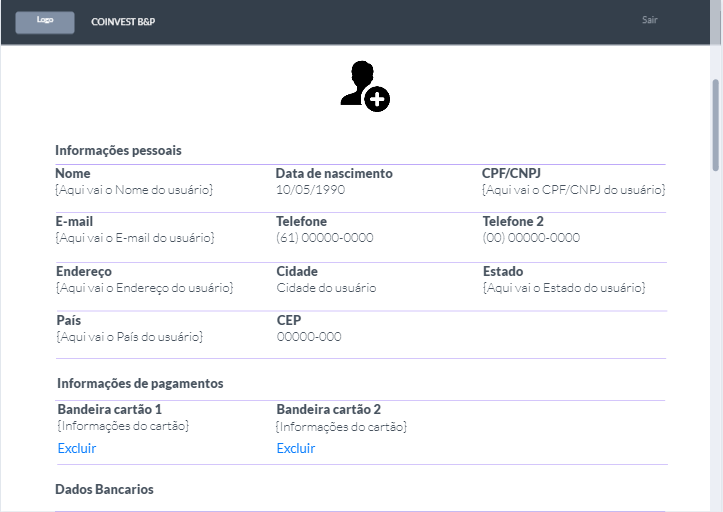 Logo
COINVEST B&P
Sair
Informações pessoais
Nome
Data de nascimento
CPF/CNPJ
{Aqui vai o Nome do usuário}
10/05/1990
{Aqui vai o CPF/CNPJ do usuário}
E-mail
Telefone
Telefone 2
{Aqui vai o E-mail do usuário}
(61) 00000-0000
(00) 00000-0000
Endereço
Cidade
Estado
{Aqui vai o Endereço do usuário}
Cidade do usuário
{Aqui vai o Estado do usuário}
País
CEP
{Aqui vai o País do usuário}
00000-000
Informações de pagamentos
Bandeira cartão 1
Bandeira cartão 2
{Informações do cartão}
{Informações do cartão}
Excluir
Excluir
Dados Bancarios